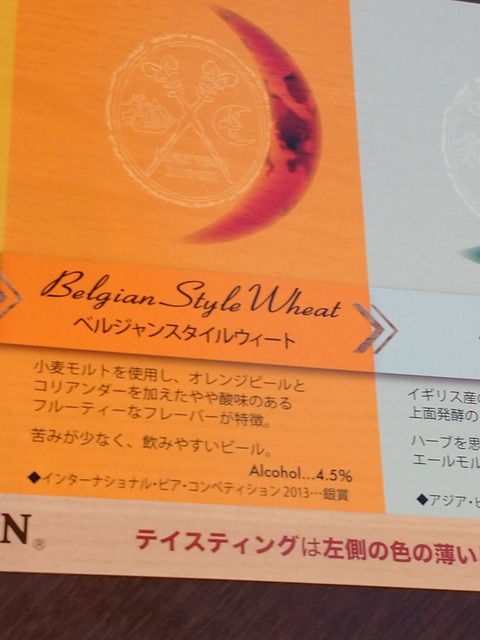 Belgian Style Wheat
ベルジャンスタイルウィート
小麦モルトを使用し、オレンジピールと
コリアンダーを加えたやや酸味のある
フルーティーなフレーバーが特徴。
苦みが少なく、飲みやすいビール。
Alcohol...4.5%
◆インターナショナル・ビア・コンペティション2013…銀賞
イギリス産
上面発酵の
ハーブを思
エールモル
◆アジア・ビ
N®
テイスティングは左側の色の薄い